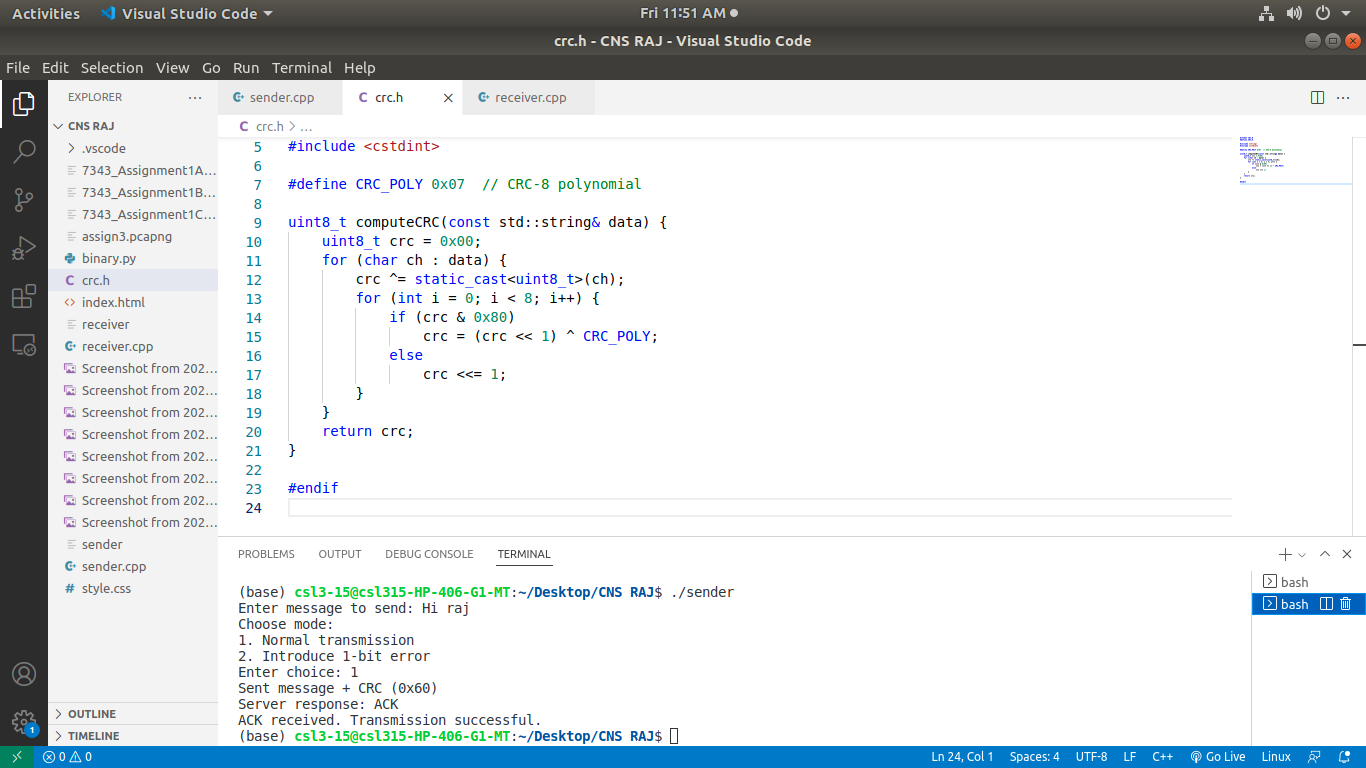 Activities Visual Studio Code Fri 11:51 AM
crc.h - CNS RAJ - Visual Studio Code
File Edit Selection View Go Run Terminal Help
EXPLORER
CNS RAJ
.vscode
7343_Assignment1A...
7343_Assignment1B...
7343_Assignment1C...
assign3.pcapng
binary.py
crc.h
index.html
receiver
receiver.cpp
Screenshot from 202...
Screenshot from 202...
Screenshot from 202...
Screenshot from 202...
Screenshot from 202...
Screenshot from 202...
Screenshot from 202...
Screenshot from 202...
sender
sender.cpp
style.css
OUTLINE
TIMELINE
sender.cpp crc.h receiver.cpp
crc.h > ...
5 #include <cstdint>
6
7 #define CRC_POLY 0x07  // CRC-8 polynomial
8
9 uint8_t computeCRC(const std::string& data) {
10     uint8_t crc = 0x00;
11     for (char ch : data) {
12         crc ^= static_cast<uint8_t>(ch);
13         for (int i = 0; i < 8; i++) {
14             if (crc & 0x80)
15                 crc = (crc << 1) ^ CRC_POLY;
16             else
17                 crc <<= 1;
18         }
19     }
20     return crc;
21 }
22
23 #endif
24
PROBLEMS OUTPUT DEBUG CONSOLE TERMINAL
(base) csl3-15@csl315-HP-406-G1-MT:~/Desktop/CNS RAJ$ ./sender
Enter message to send: Hi raj
Choose mode:
1. Normal transmission
2. Introduce 1-bit error
Enter choice: 1
Sent message + CRC (0x60)
Server response: ACK
ACK received. Transmission successful.
(base) csl3-15@csl315-HP-406-G1-MT:~/Desktop/CNS RAJ$
bash
bash
1
0 0 Ln 24, Col 1 Spaces: 4 UTF-8 LF C++ Go Live Linux